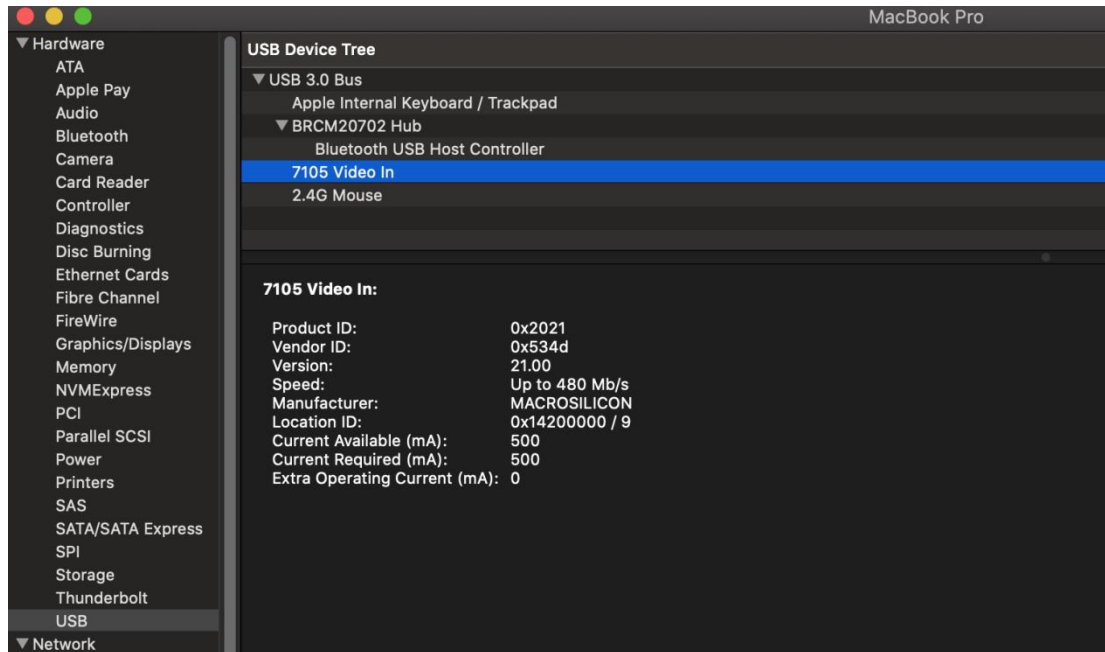 MacBook Pro
Hardware
ATA
Apple Pay
Audio
Bluetooth
Camera
Card Reader
Controller
Diagnostics
Disc Burning
Ethernet Cards
Fibre Channel
FireWire
Graphics/Displays
Memory
NVMExpress
PCI
Parallel SCSI
Power
Printers
SAS
SATA/SATA Express
SPI
Storage
Thunderbolt
USB
Network
USB Device Tree
USB 3.0 Bus
Apple Internal Keyboard / Trackpad
BRCM20702 Hub
Bluetooth USB Host Controller
7105 Video In
2.4G Mouse
7105 Video In:
Product ID: 0x2021
Vendor ID: 0x534d
Version: 21.00
Speed: Up to 480 Mb/s
Manufacturer: MACROSILICON
Location ID: 0x14200000 / 9
Current Available (mA): 500
Current Required (mA): 500
Extra Operating Current (mA): 0